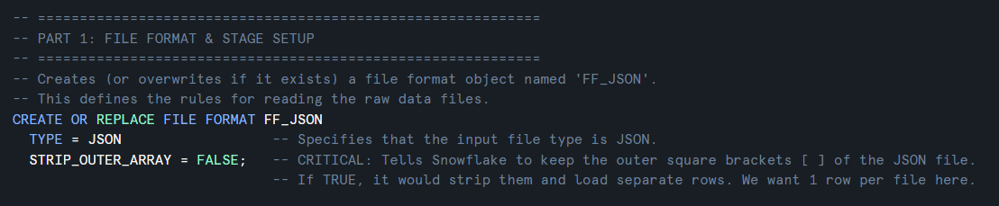 -- ============================================================
-- PART 1: FILE FORMAT & STAGE SETUP
-- ============================================================
-- Creates (or overwrites if it exists) a file format object named 'FF_JSON'.
-- This defines the rules for reading the raw data files.
CREATE OR REPLACE FILE FORMAT FF_JSON
  TYPE = JSON                  -- Specifies that the input file type is JSON.
  STRIP_OUTER_ARRAY = FALSE;   -- CRITICAL: Tells Snowflake to keep the outer square brackets [ ] of the JSON file.
                               -- If TRUE, it would strip them and load separate rows. We want 1 row per file here.